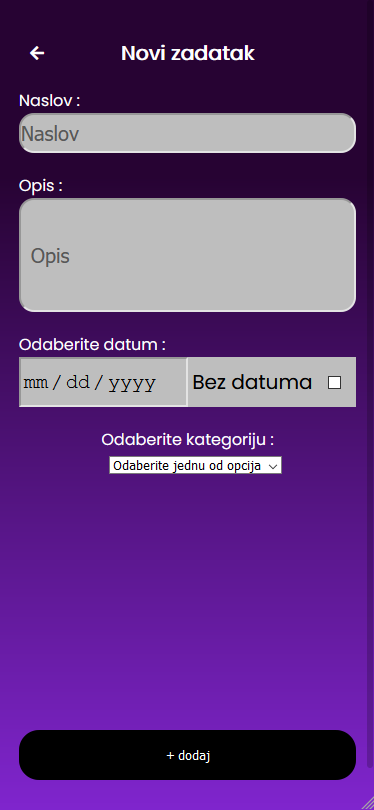 Novi zadatak
Naslov :
Naslov
Opis :
Opis
Odaberite datum :
mm / dd / yyyy Bez datuma
Odaberite kategoriju :
Odaberite jednu od opcija
+ dodaj